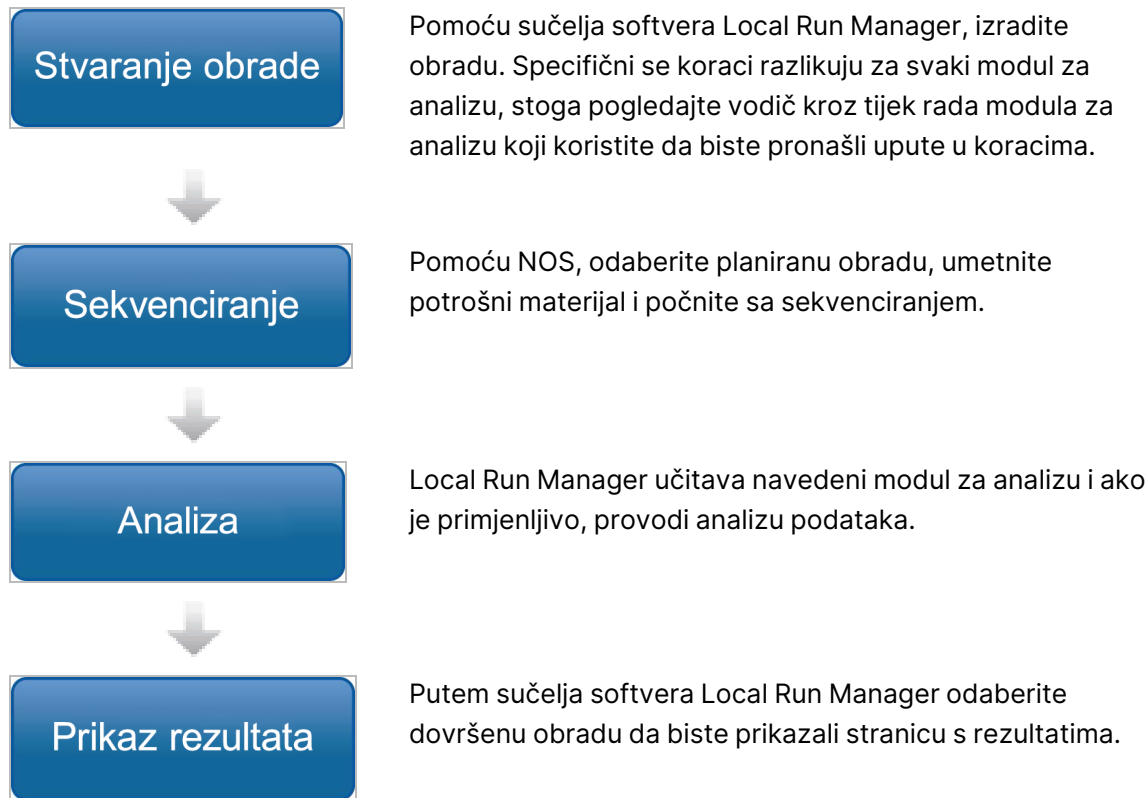 Stvaranje obrade
Pomoću sučelja softvera Local Run Manager, izradite
obradu. Specifični se koraci razlikuju za svaki modul za
analizu, stoga pogledajte vodič kroz tijek rada modula za
analizu koji koristite da biste pronašli upute u koracima.
Sekvenciranje
Pomoću NOS, odaberite planiranu obradu, umetnite
potrošni materijal i počnite sa sekvenciranjem.
Analiza
Local Run Manager učitava navedeni modul za analizu i ako
je primjenljivo, provodi analizu podataka.
Prikaz rezultata
Putem sučelja softvera Local Run Manager odaberite
dovršenu obradu da biste prikazali stranicu s rezultatima.